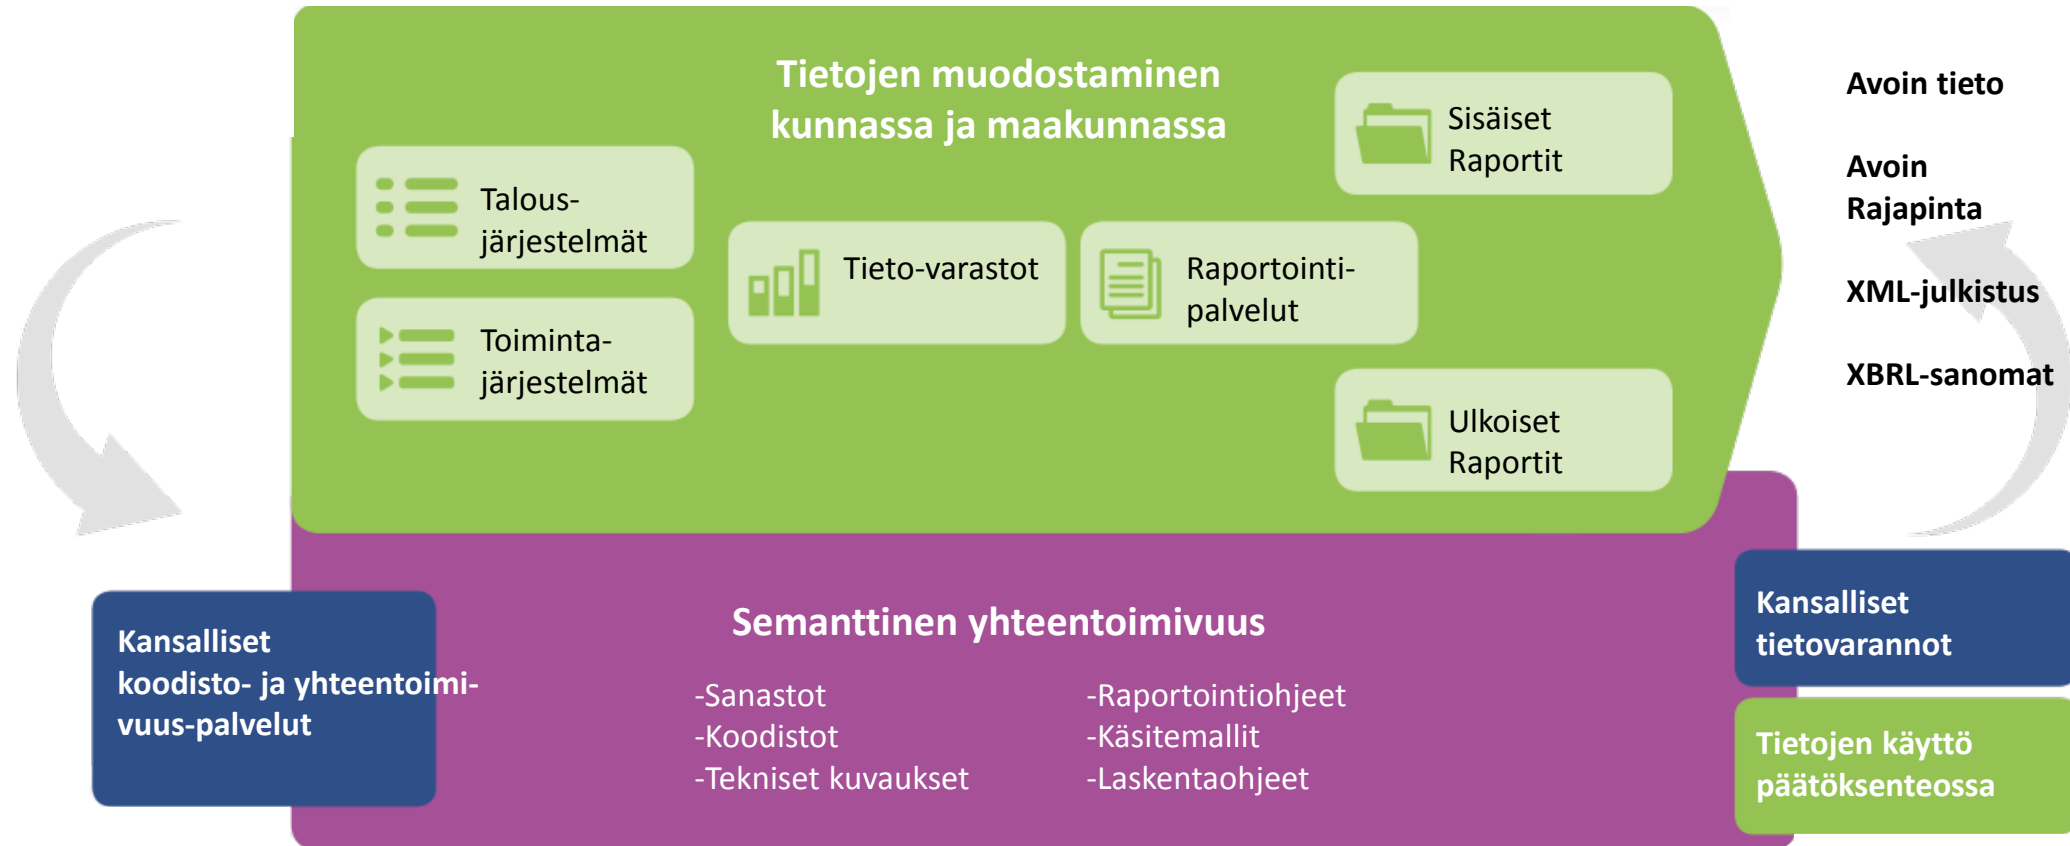 Tietojen muodostaminen
kunnassa ja maakunnassa
Talous-
järjestelmät
Toiminta-
järjestelmät
Tieto-varastot
Raportointi-
palvelut
Sisäiset
Raportit
Ulkoiset
Raportit
Avoin tieto
Avoin
Rajapinta
XML-julkistus
XBRL-sanomat
Kansalliset
koodisto- ja yhteentoimi-
vuus-palvelut
Semanttinen yhteentoimivuus
-Sanastot
-Koodistot
-Tekniset kuvaukset
-Raportointiohjeet
-Käsitemallit
-Laskentaohjeet
Kansalliset
tietovarannot
Tietojen käyttö
päätöksenteossa